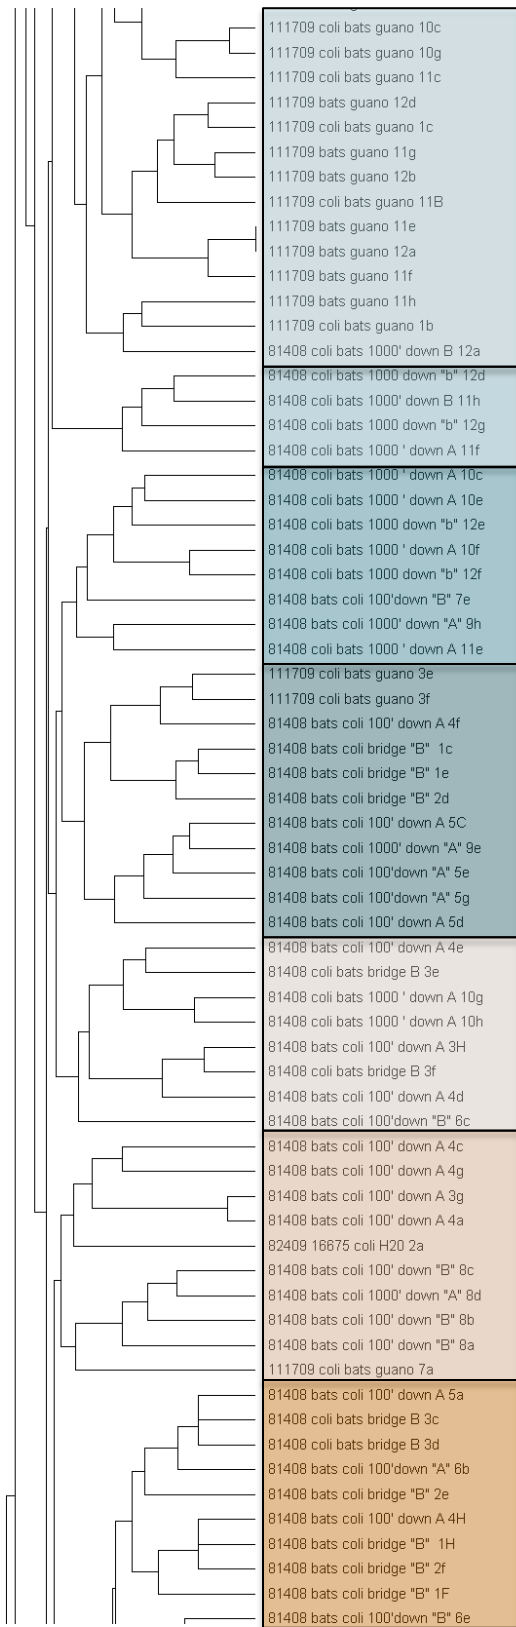 111709 coli bats guano 10c
111709 coli bats guano 10g
111709 coli bats guano 11c
111709 bats guano 12d
111709 coli bats guano 1c
111709 bats guano 11g
111709 bats guano 12b
111709 coli bats guano 11B
111709 bats guano 11e
111709 bats guano 12a
111709 bats guano 11f
111709 bats guano 11h
111709 coli bats guano 1b
81408 coli bats 1000' down B 12a
81408 coli bats 1000 down "b" 12d
81408 coli bats 1000' down B 11h
81408 coli bats 1000 down "b" 12g
81408 coli bats 1000 ' down A 11f
81408 coli bats 1000 ' down A 10c
81408 coli bats 1000 ' down A 10e
81408 coli bats 1000 down "b" 12e
81408 coli bats 1000 ' down A 10f
81408 coli bats 1000 down "b" 12f
81408 bats coli 100'down "B" 7e
81408 bats coli 1000' down "A" 9h
81408 coli bats 1000 ' down A 11e
111709 coli bats guano 3e
111709 coli bats guano 3f
81408 bats coli 100' down A 4f
81408 bats coli bridge "B"  1c
81408 bats coli bridge "B" 1e
81408 bats coli bridge "B" 2d
81408 bats coli 100' down A 5C
81408 bats coli 1000' down "A" 9e
81408 bats coli 100'down "A" 5e
81408 bats coli 100'down "A" 5g
81408 bats coli 100' down A 5d
81408 bats coli 100' down A 4e
81408 coli bats bridge B 3e
81408 coli bats 1000 ' down A 10g
81408 coli bats 1000 ' down A 10h
81408 bats coli 100' down A 3H
81408 coli bats bridge B 3f
81408 bats coli 100' down A 4d
81408 bats coli 100'down "B" 6c
81408 bats coli 100' down A 4c
81408 bats coli 100' down A 4g
81408 bats coli 100' down A 3g
81408 bats coli 100' down A 4a
82409 16675 coli H20 2a
81408 bats coli 100' down "B" 8c
81408 bats coli 1000' down "A" 8d
81408 bats coli 100' down "B" 8b
81408 bats coli 100' down "B" 8a
111709 coli bats guano 7a
81408 bats coli 100' down A 5a
81408 coli bats bridge B 3c
81408 coli bats bridge B 3d
81408 bats coli 100'down "A" 6b
81408 bats coli bridge "B" 2e
81408 bats coli 100' down A 4H
81408 bats coli bridge "B"  1H
81408 bats coli bridge "B" 2f
81408 bats coli bridge "B" 1F
81408 bats coli 100'down "B" 6e